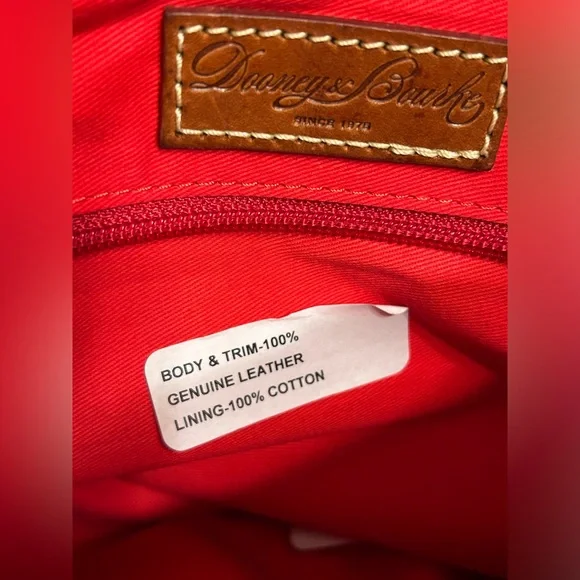 Dooney & Bourke
SINCE 1975
BODY & TRIM-100%
GENUINE LEATHER
LINING-100% COTTON